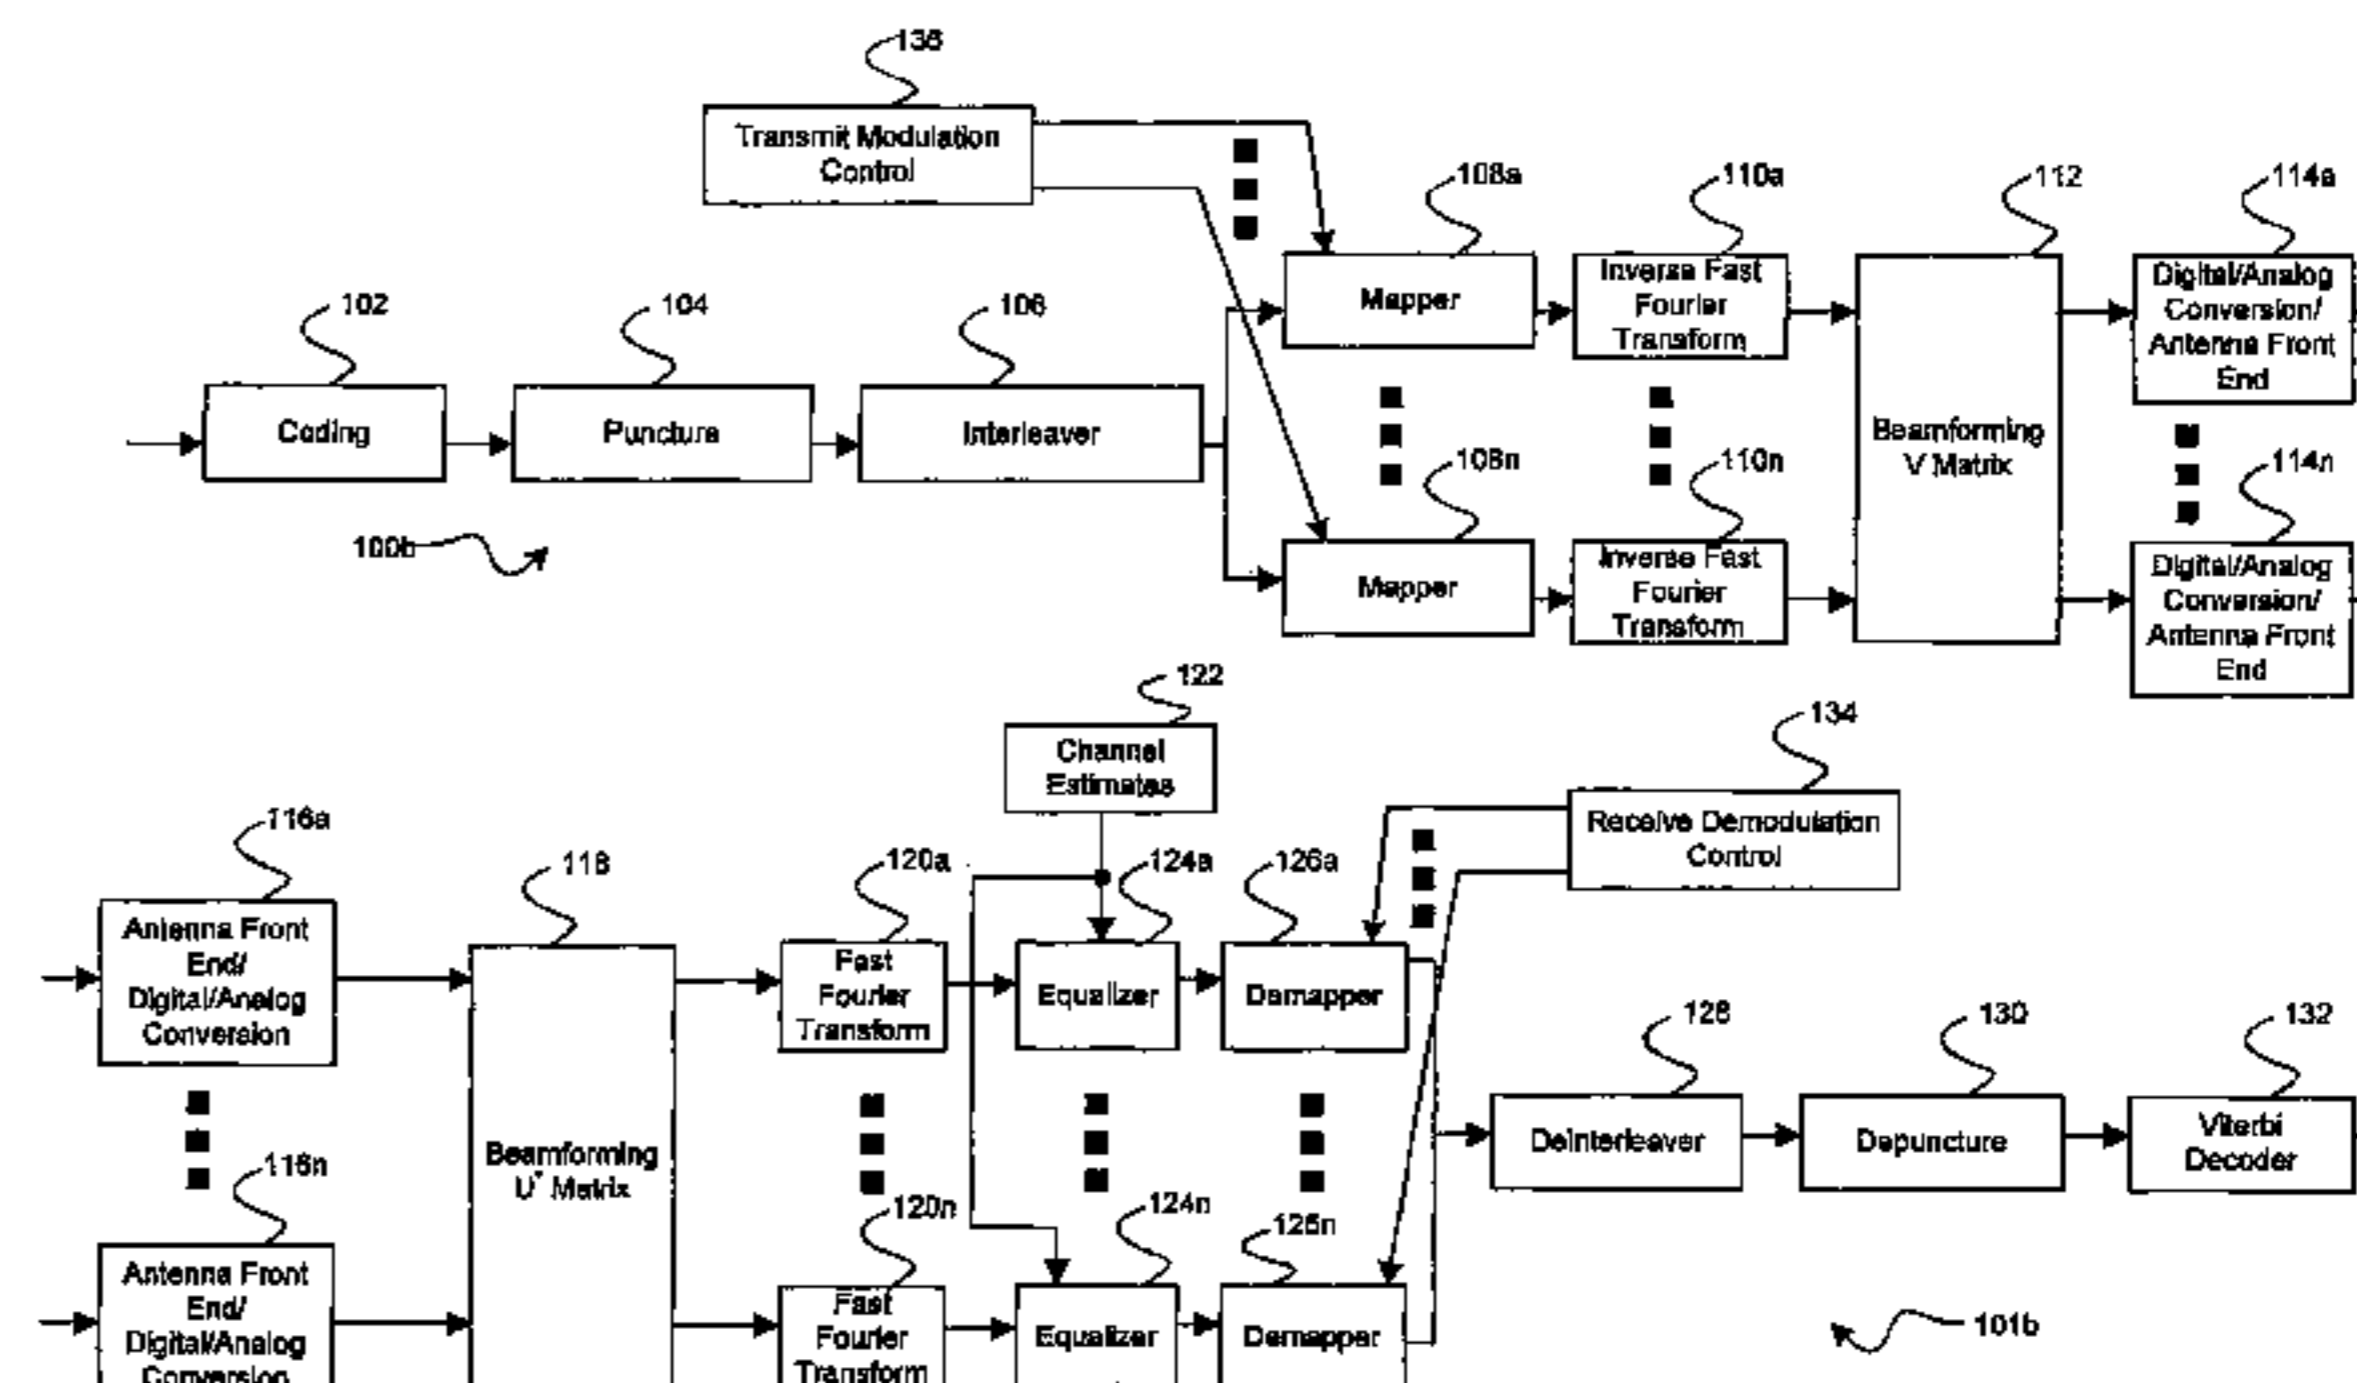 136
Transmit Modulation
Control
108a
110a
112
114a
Mapper
Inverse Fast
Fourier
Transform
Digital/Analog
Conversion/
Antenna Front
End
102
104
106
Coding
Puncture
Interleaver
Beamforming
V Matrix
108n
110n
114n
100b
Mapper
Inverse Fast
Fourier
Transform
Digital/Analog
Conversion/
Antenna Front
End
122
Channel
Estimates
134
Receive Demodulation
Control
116a
118
120a
124a
126a
Antenna Front
End/
Digital/Analog
Conversion
Fast
Fourier
Transform
Equalizer
Demapper
128
130
132
Deinterleaver
Depuncture
Viterbi
Decoder
Beamforming
U* Matrix
116n
120n
124n
126n
Antenna Front
End/
Digital/Analog
Conversion
Fast
Fourier
Transform
Equalizer
Demapper
101b